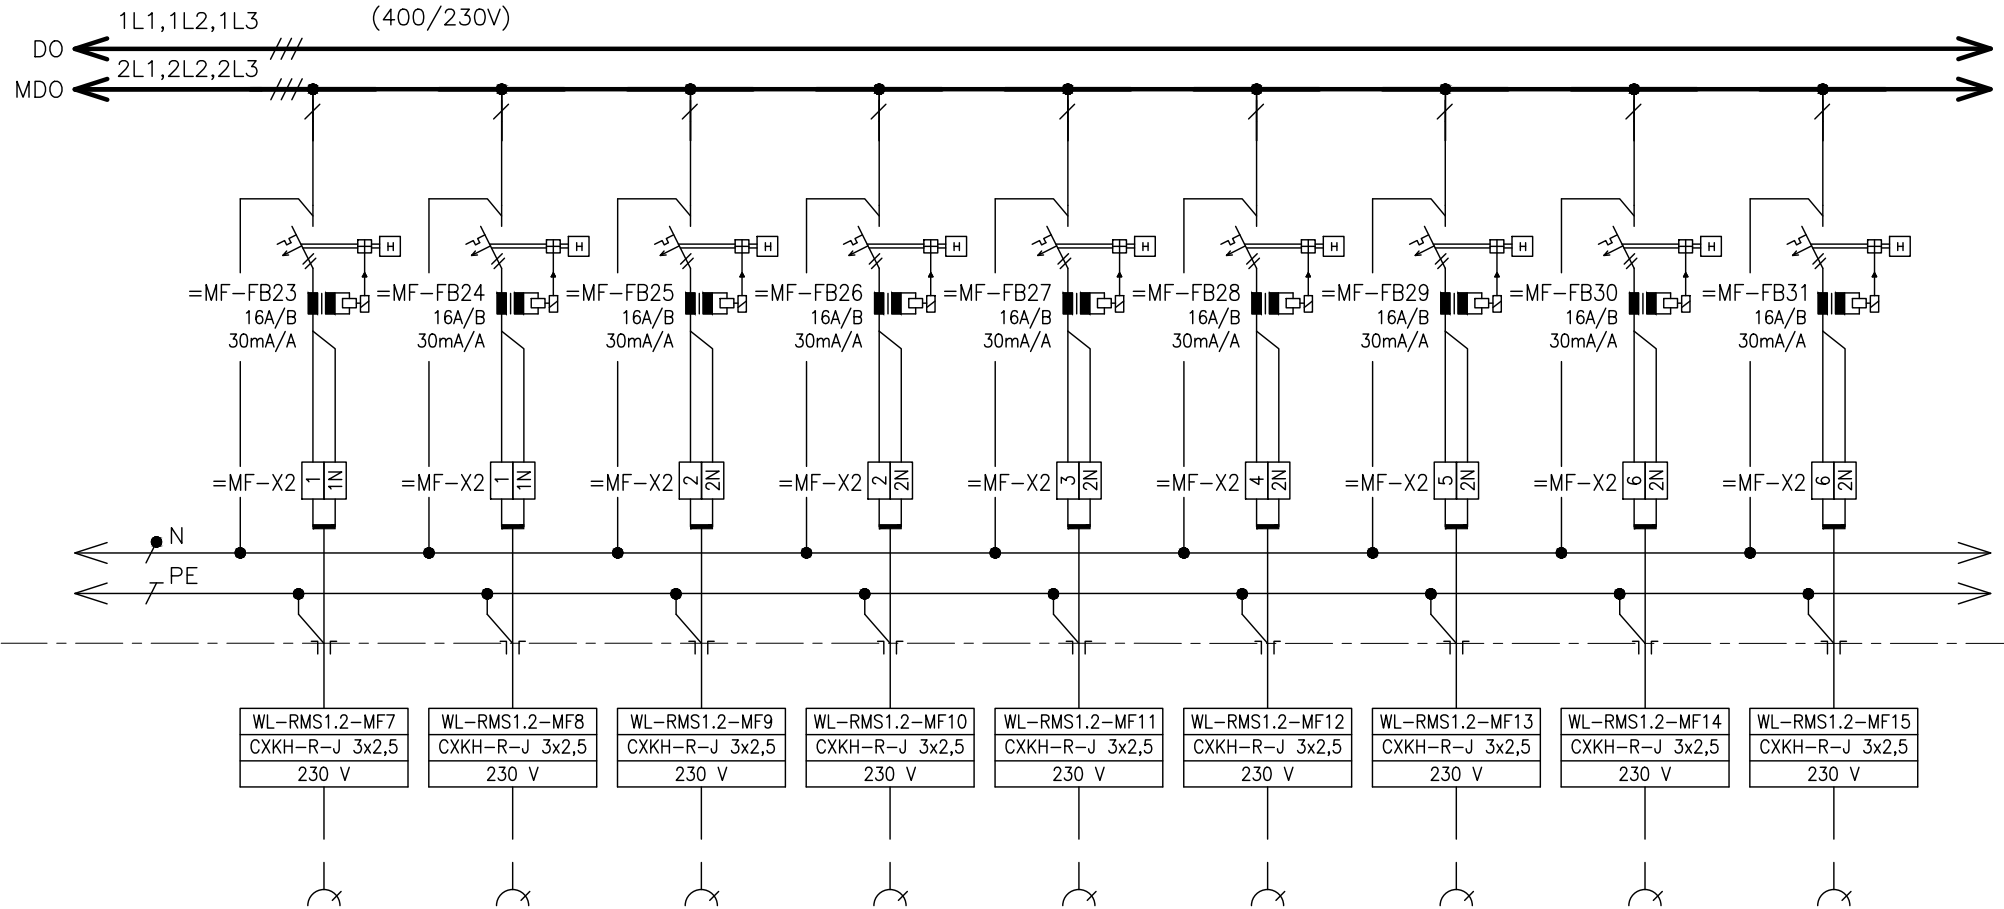 1L1,1L2,1L3 (400/230V)
DO
2L1,2L2,2L3
MDO
H H H H H H H H H
=MF-FB23 =MF-FB24 =MF-FB25 =MF-FB26 =MF-FB27 =MF-FB28 =MF-FB29 =MF-FB30 =MF-FB31
16A/B 16A/B 16A/B 16A/B 16A/B 16A/B 16A/B 16A/B 16A/B
30mA/A 30mA/A 30mA/A 30mA/A 30mA/A 30mA/A 30mA/A 30mA/A 30mA/A
=MF-X2 1 1N =MF-X2 1 1N =MF-X2 2 2N =MF-X2 2 2N =MF-X2 3 2N =MF-X2 4 2N =MF-X2 5 2N =MF-X2 6 2N =MF-X2 6 2N
N
PE
WL-RMS1.2-MF7 WL-RMS1.2-MF8 WL-RMS1.2-MF9 WL-RMS1.2-MF10 WL-RMS1.2-MF11 WL-RMS1.2-MF12 WL-RMS1.2-MF13 WL-RMS1.2-MF14 WL-RMS1.2-MF15
CXKH-R-J 3x2,5 CXKH-R-J 3x2,5 CXKH-R-J 3x2,5 CXKH-R-J 3x2,5 CXKH-R-J 3x2,5 CXKH-R-J 3x2,5 CXKH-R-J 3x2,5 CXKH-R-J 3x2,5 CXKH-R-J 3x2,5
230 V 230 V 230 V 230 V 230 V 230 V 230 V 230 V 230 V